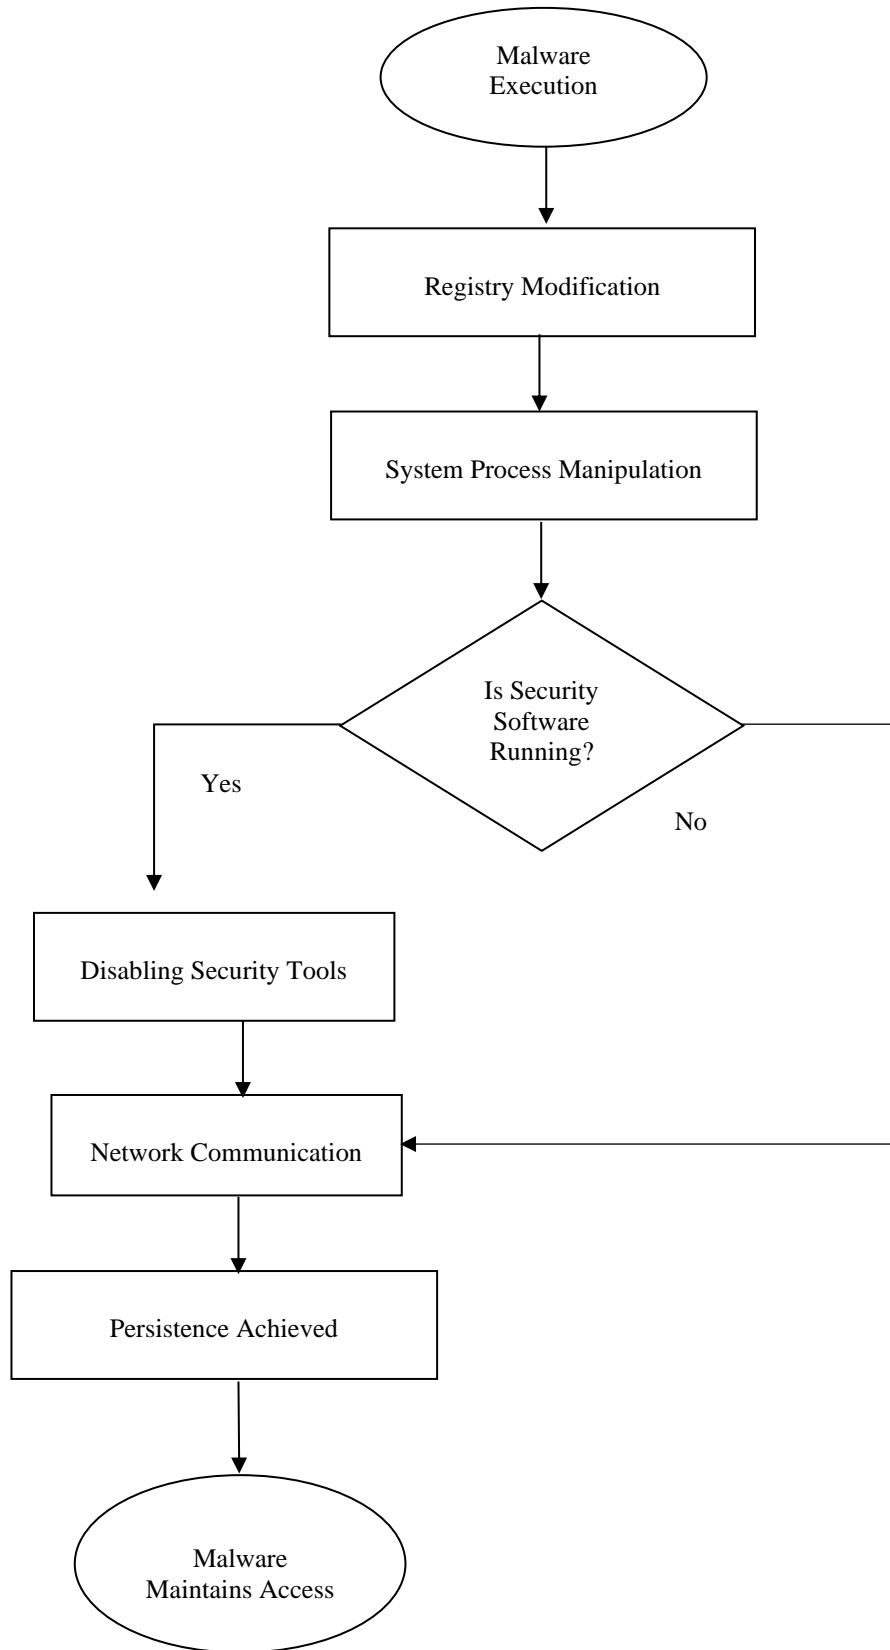 Malware
Execution
Registry Modification
System Process Manipulation
Is Security
Software
Running?
Yes
No
Disabling Security Tools
Network Communication
Persistence Achieved
Malware
Maintains Access